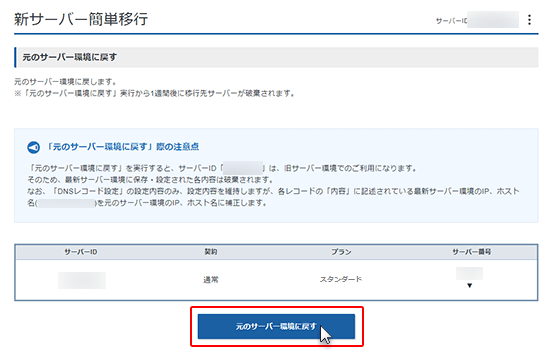 新サーバー簡単移行
サーバーID
元のサーバー環境に戻す
元のサーバー環境に戻します。
※「元のサーバー環境に戻す」実行から1週間後に移行先サーバーが破棄されます。
「元のサーバー環境に戻す」際の注意点
「元のサーバー環境に戻す」を実行すると、サーバーID「 」は、旧サーバー環境でのご利用になります。
そのため、最新サーバー環境に保存・設定された各内容は破棄されます。
なお、「DNSレコード設定」の設定内容のみ、設定内容を維持しますが、各レコードの「内容」に記述されている最新サーバー環境のIP、ホスト
名( )を元のサーバー環境のIP、ホスト名に補正します。
サーバーID 契約 プラン サーバー番号
通常 スタンダード
▼
元のサーバー環境に戻す